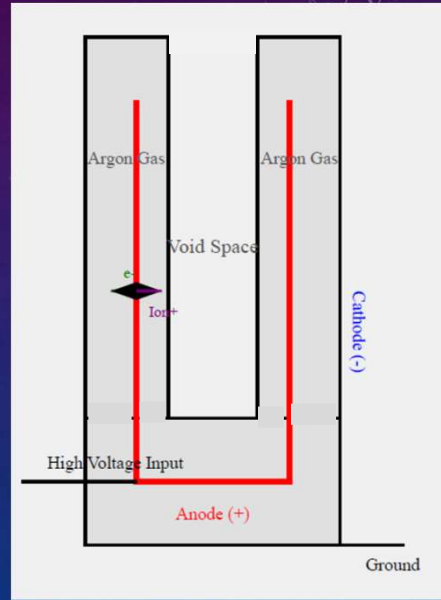 Argon Gas
Argon Gas
Void Space
e-
Ion+
Cathode (-)
High Voltage Input
Anode (+)
Ground